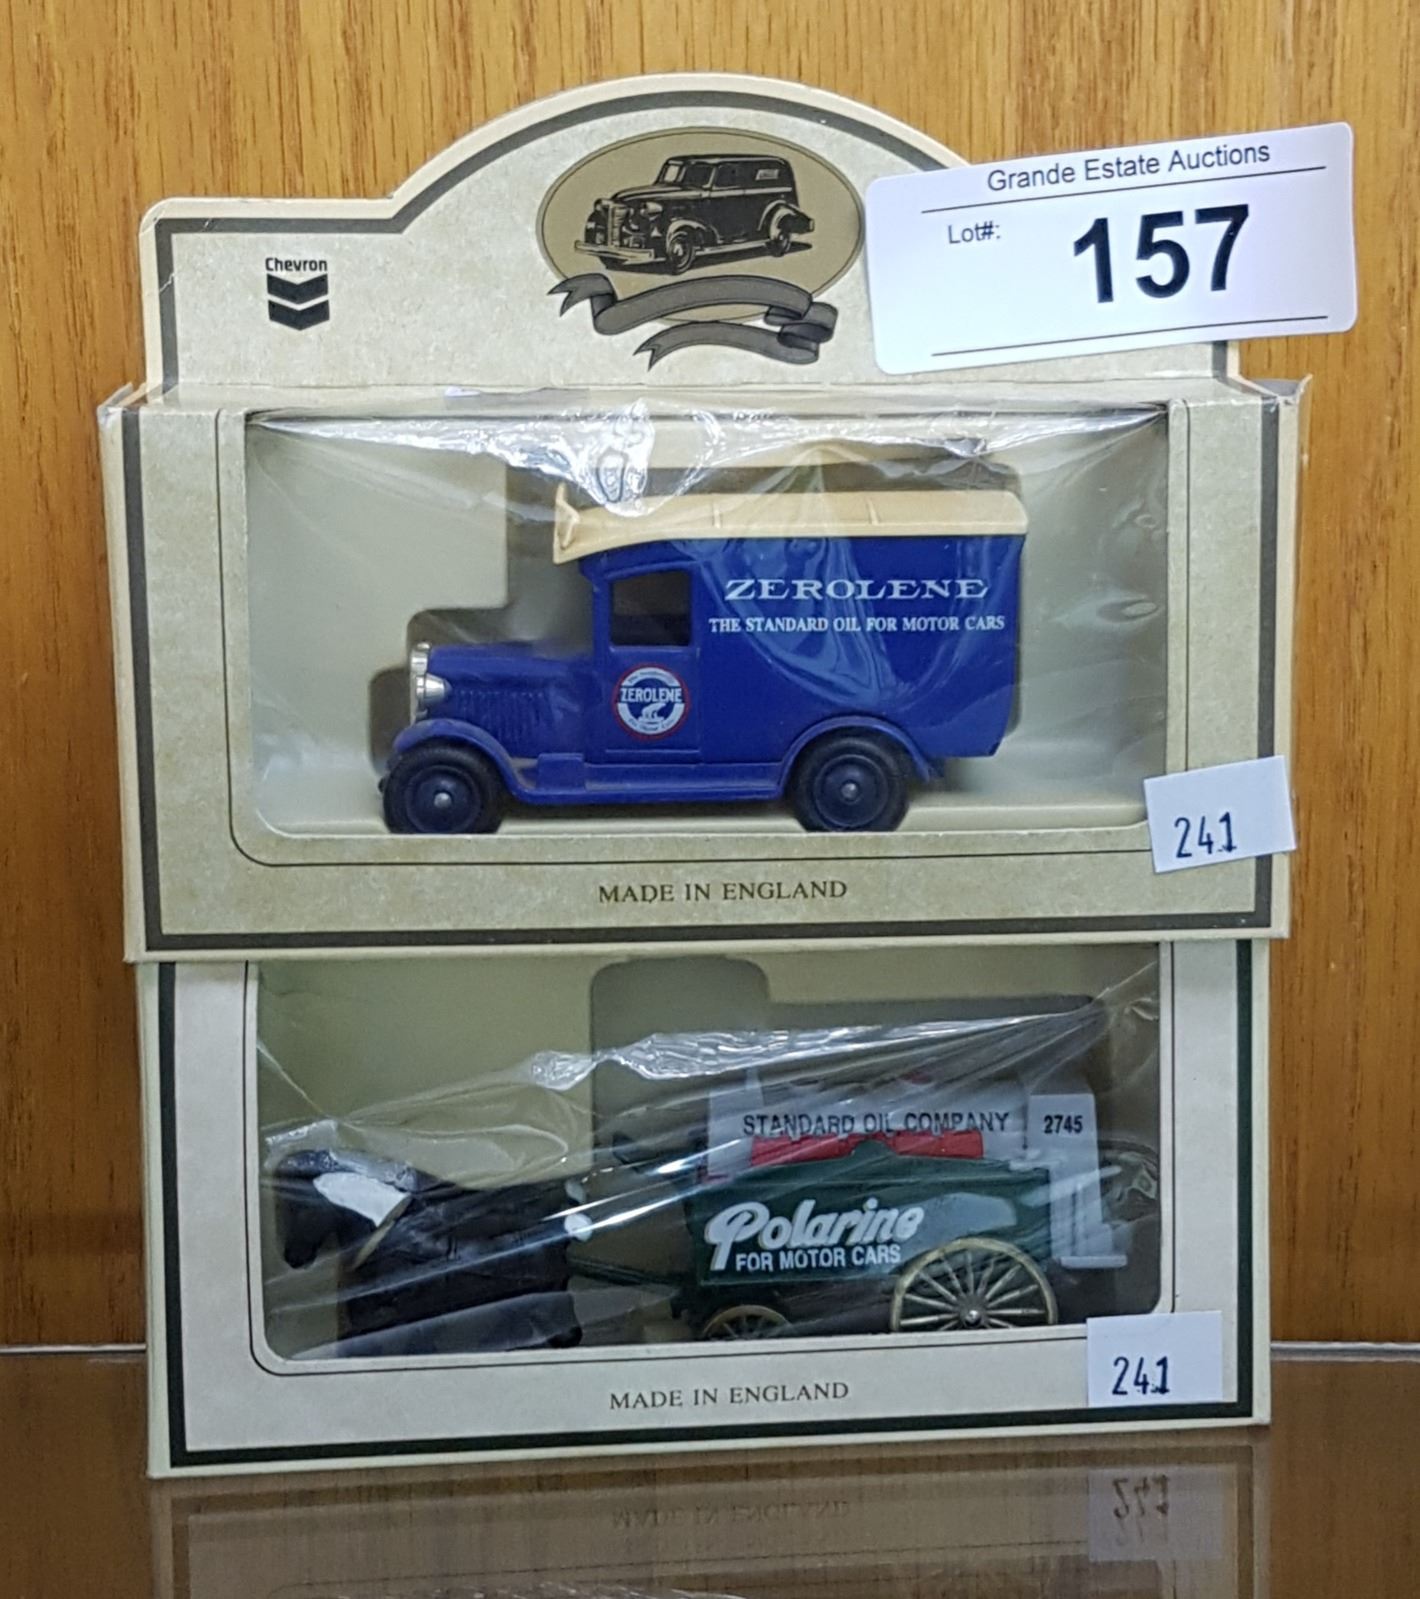 Grande Estate Auctions
Lot#: 157
Chevron
ZEROLENE
THE STANDARD OIL FOR MOTOR CARS
ZEROLENE
241
MADE IN ENGLAND
STANDARD OIL COMPANY 2745
Polarine
FOR MOTOR CARS
241
MADE IN ENGLAND